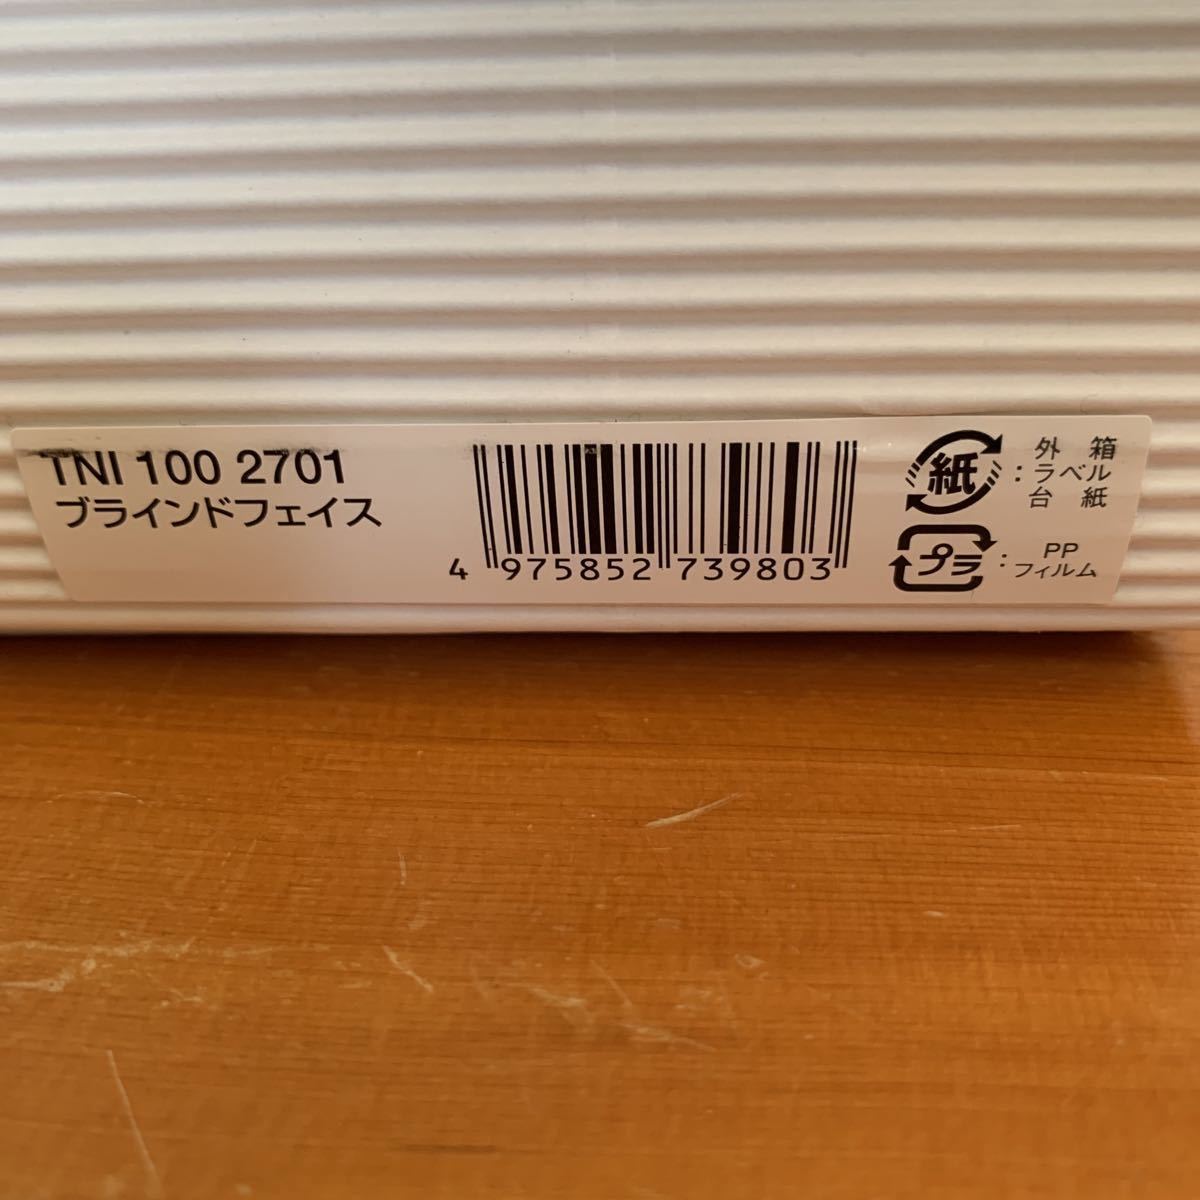 TNI 100 2701
ブラインドフェイス
4 975852 739803
紙 : 外箱
ラベル
台紙
プラ : PP
フィルム